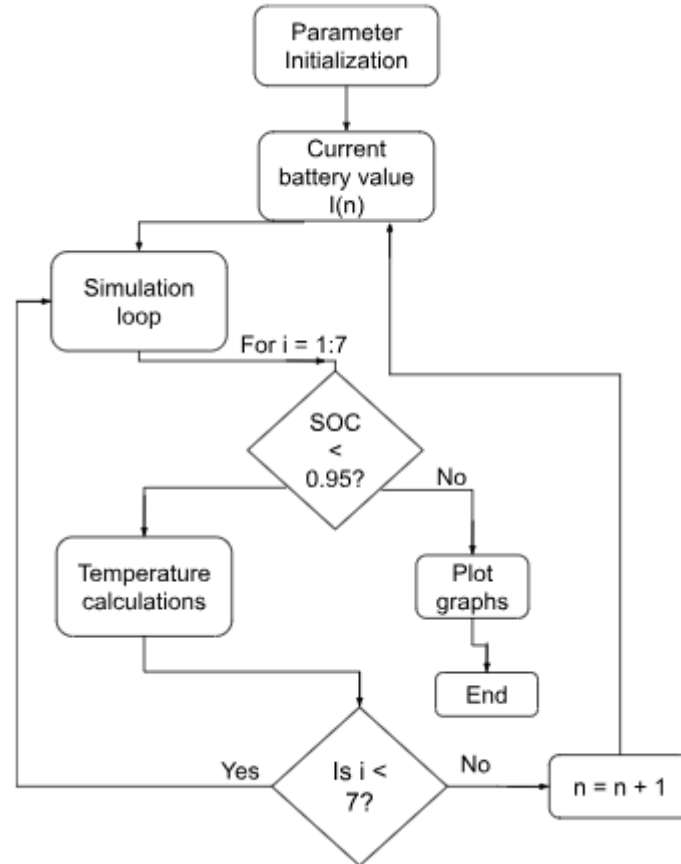 Parameter
Initialization
Current
battery value
I(n)
Simulation
loop
For i = 1:7
SOC
<
0.95?
No
Temperature
calculations
Plot
graphs
End
Yes
Is i <
7?
No
n = n + 1